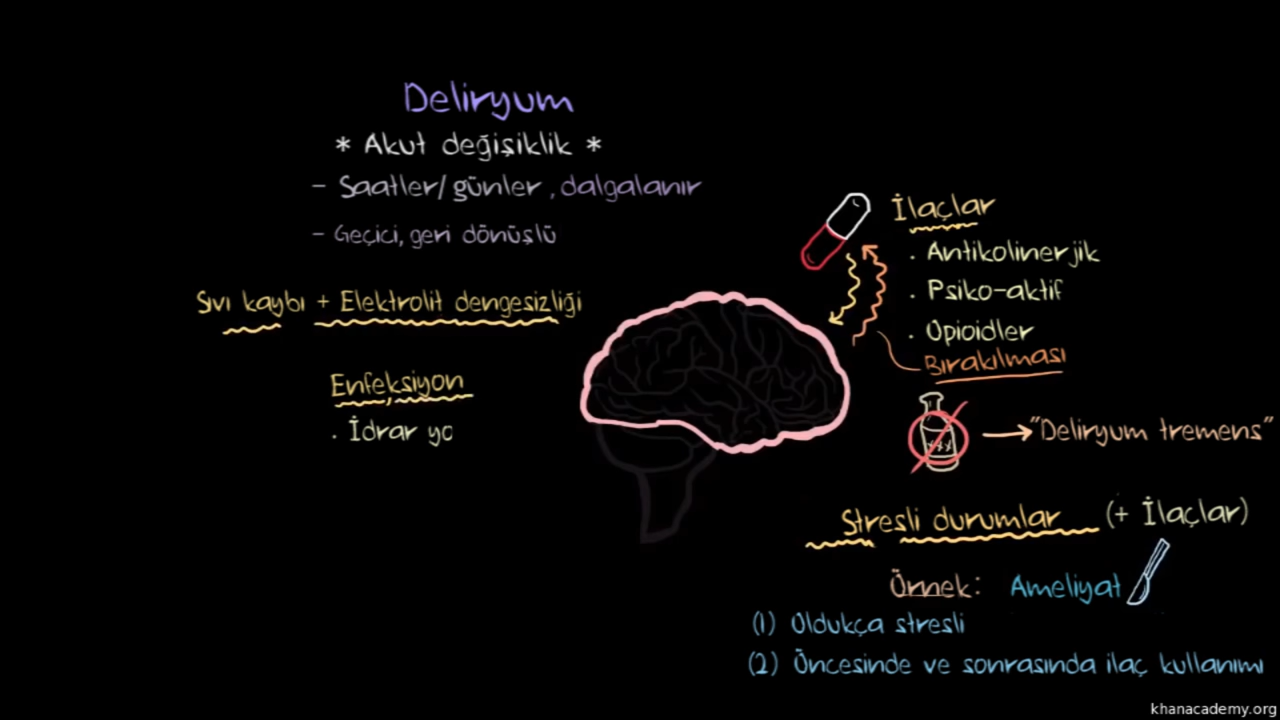 Deliryum
* Akut değişiklik *
- Saatler/günler, dalgalanır
- Geçici, geri dönüşlü
Sıvı kaybı + Elektrolit dengesizliği
Enfeksiyon
. İdrar yo
İlaçlar
. Antikolinerjik
. Psiko-aktif
. Opioidler
Bırakılması
xxx
"Deliryum tremens"
Stresli durumlar (+ İlaçlar)
Örnek: Ameliyat
(1) Oldukça stresli
(2) Öncesinde ve sonrasında ilaç kullanımı
khanacademy.org